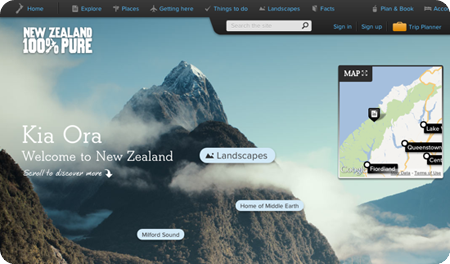 Home Explore Places Getting here Things to do Landscapes Facts Plan & Book Acco
Search the site Sign in Sign up Trip Planner
NEW ZEALAND
100% PURE
MAP
Kia Ora
Welcome to New Zealand
Scroll to discover more
Landscapes
Home of Middle Earth
Milford Sound
Lake
Queenstown
Cent
Fiordland
Google
Map Data - Terms of Use